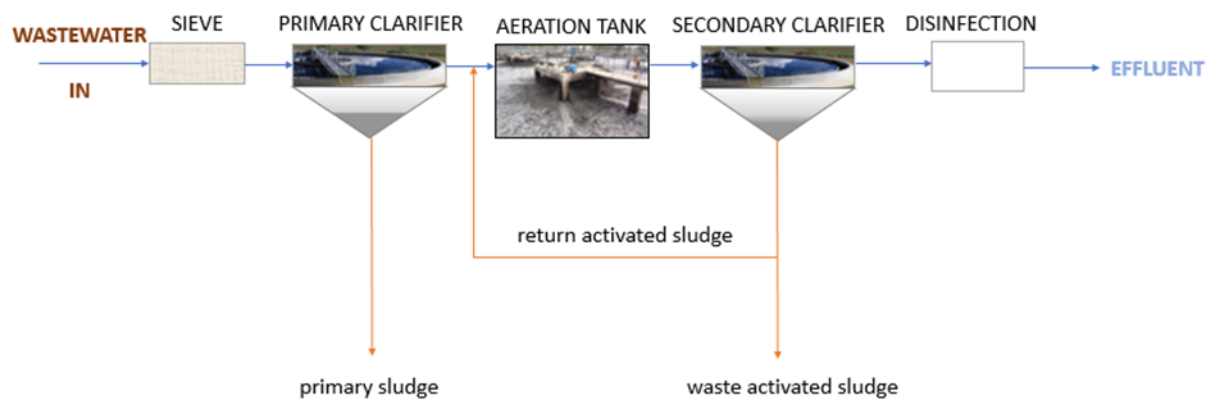 WASTEWATER
IN
SIEVE
PRIMARY CLARIFIER
AERATION TANK
SECONDARY CLARIFIER
DISINFECTION
EFFLUENT
return activated sludge
primary sludge
waste activated sludge